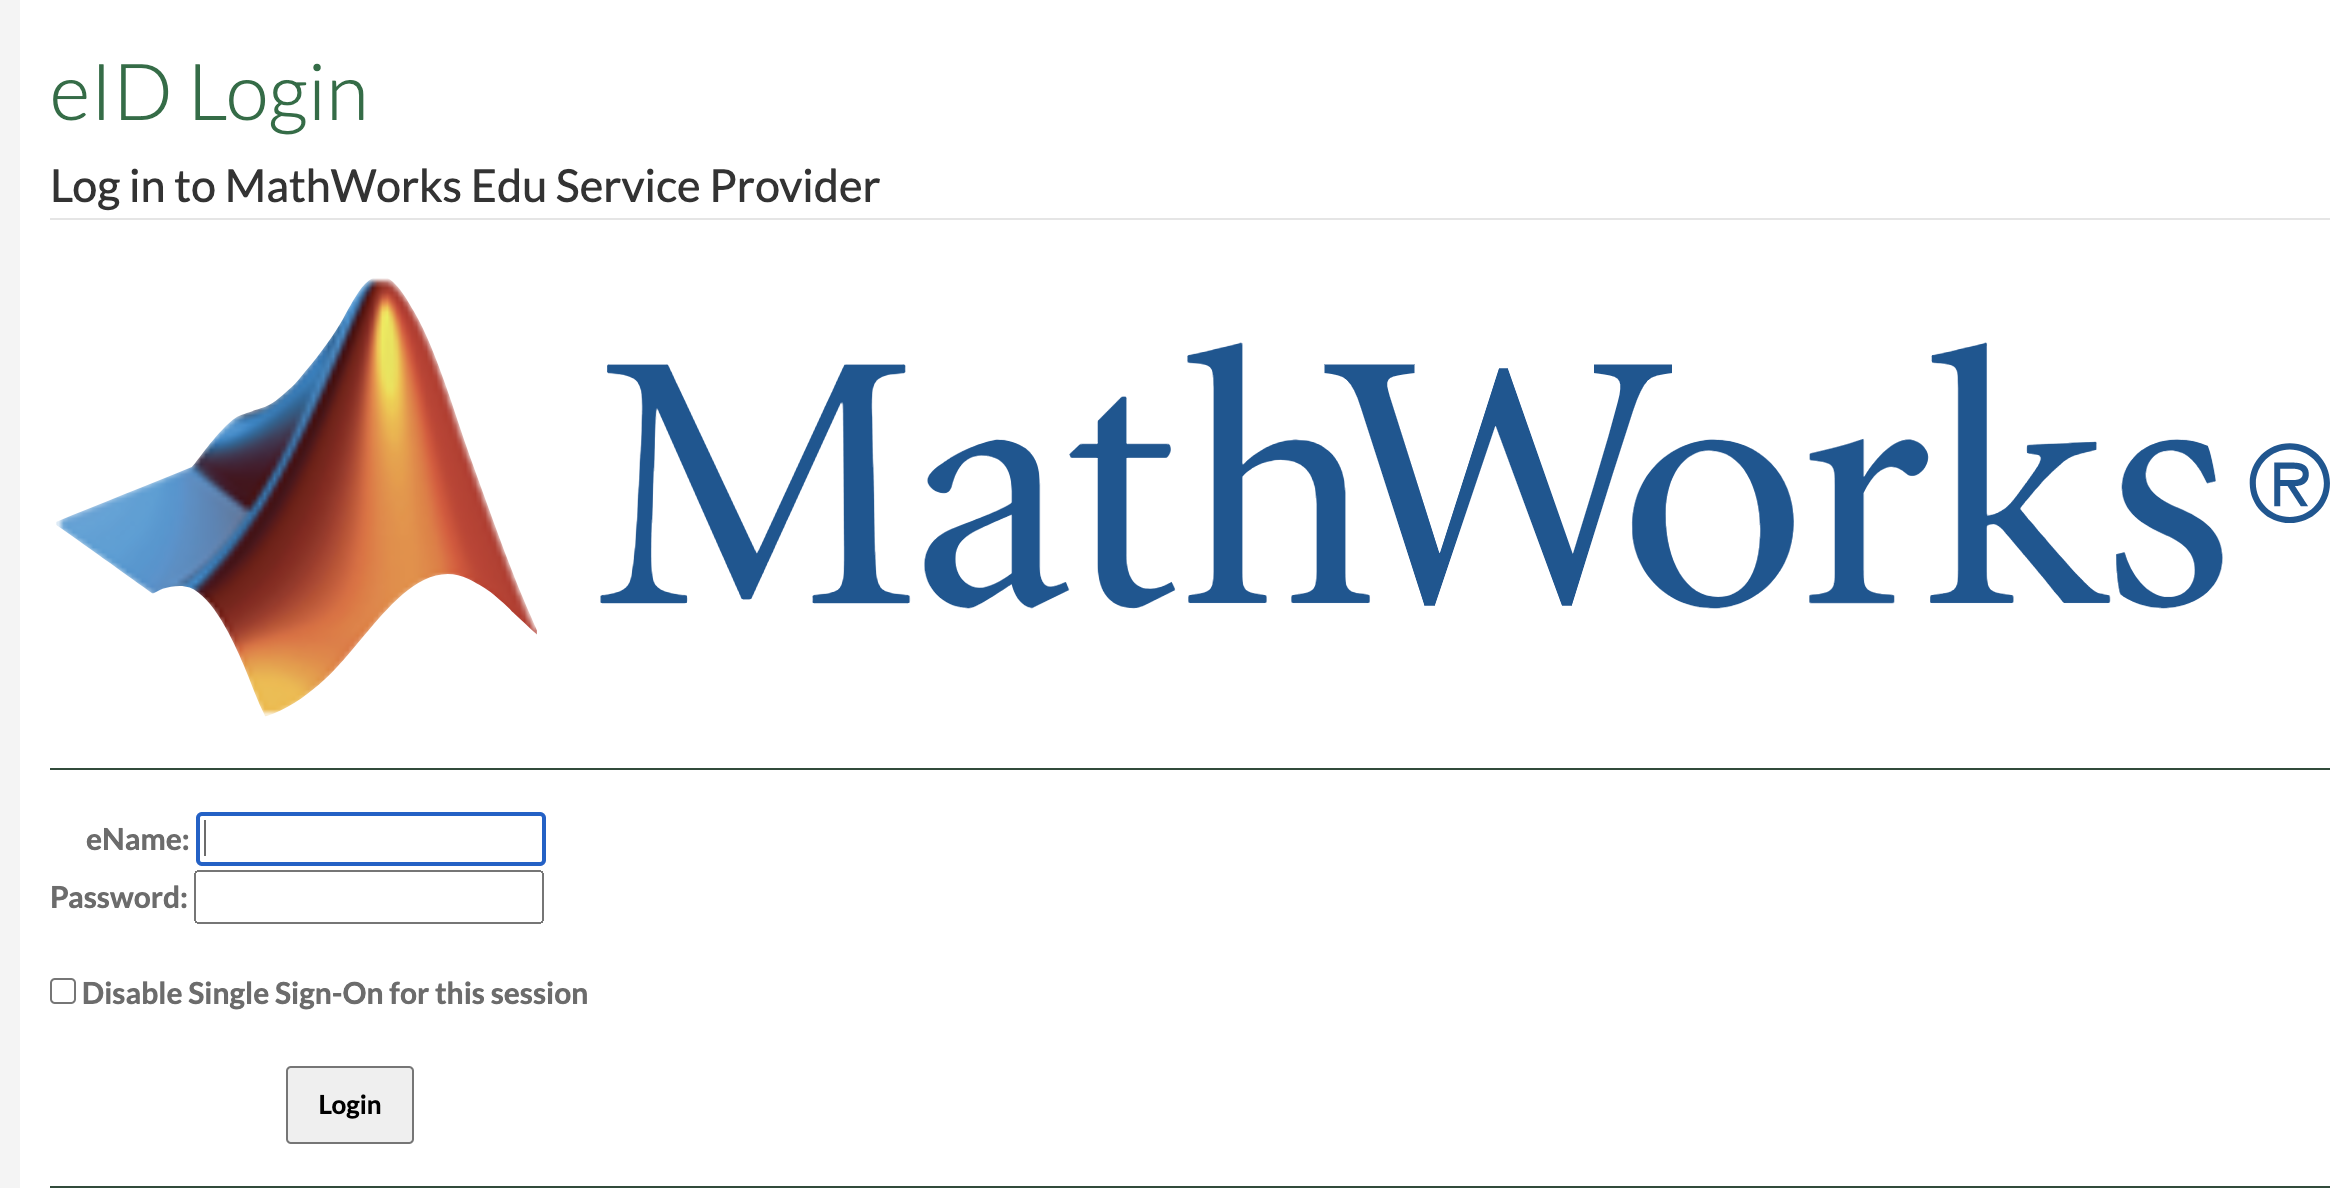 eID Login
Log in to MathWorks Edu Service Provider
MathWorks®
eName:
Password:
Disable Single Sign-On for this session
Login